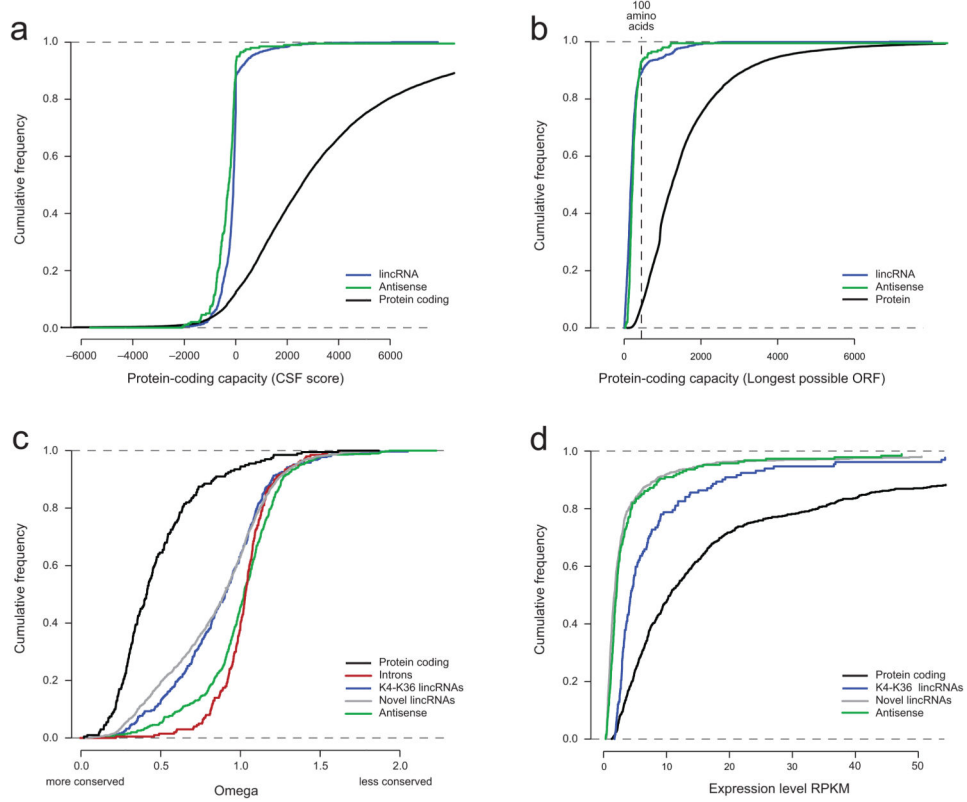 a
1.0
0.8
0.6
0.4
0.2
0.0
Cumulative frequency
lincRNA
Antisense
Protein coding
−6000 −4000 −2000 0 2000 4000 6000
Protein-coding capacity (CSF score)
b
100
amino
acids
1.0
0.8
0.6
0.4
0.2
0.0
Cumulative frequency
lincRNA
Antisense
Protein
0 2000 4000 6000
Protein-coding capacity (Longest possible ORF)
c
1.0
0.8
0.6
0.4
0.2
0.0
Cumulative frequency
Protein coding
Introns
K4-K36 lincRNAs
Novel lincRNAs
Antisense
0.0 0.5 1.0 1.5 2.0
more conserved less conserved
Omega
d
1.0
0.8
0.6
0.4
0.2
0.0
Cumulative frequency
Protein coding
K4-K36 lincRNAs
Novel lincRNAs
Antisense
0 10 20 30 40 50
Expression level RPKM